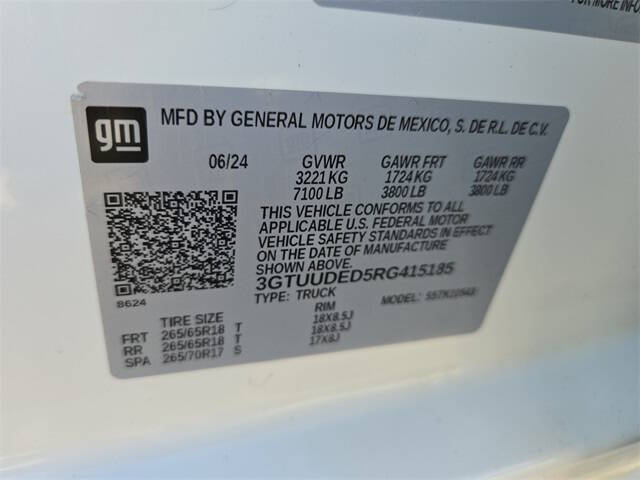 FOR MORE INFO
gm
MFD BY GENERAL MOTORS DE MEXICO, S. DE R.L. DE C.V.
06/24 GVWR GAWR FRT GAWR RR
3221 KG 1724 KG 1724 KG
7100 LB 3800 LB 3800 LB
THIS VEHICLE CONFORMS TO ALL
APPLICABLE U.S. FEDERAL MOTOR
VEHICLE SAFETY STANDARDS IN EFFECT
ON THE DATE OF MANUFACTURE
SHOWN ABOVE.
3GTUUDED5RG415185
8624
TYPE: TRUCK MODEL:
TIRE SIZE RIM
FRT 265/65R18 T 18X8.5J
RR 265/65R18 T 18X8.5J
SPA 265/70R17 S 17X8J